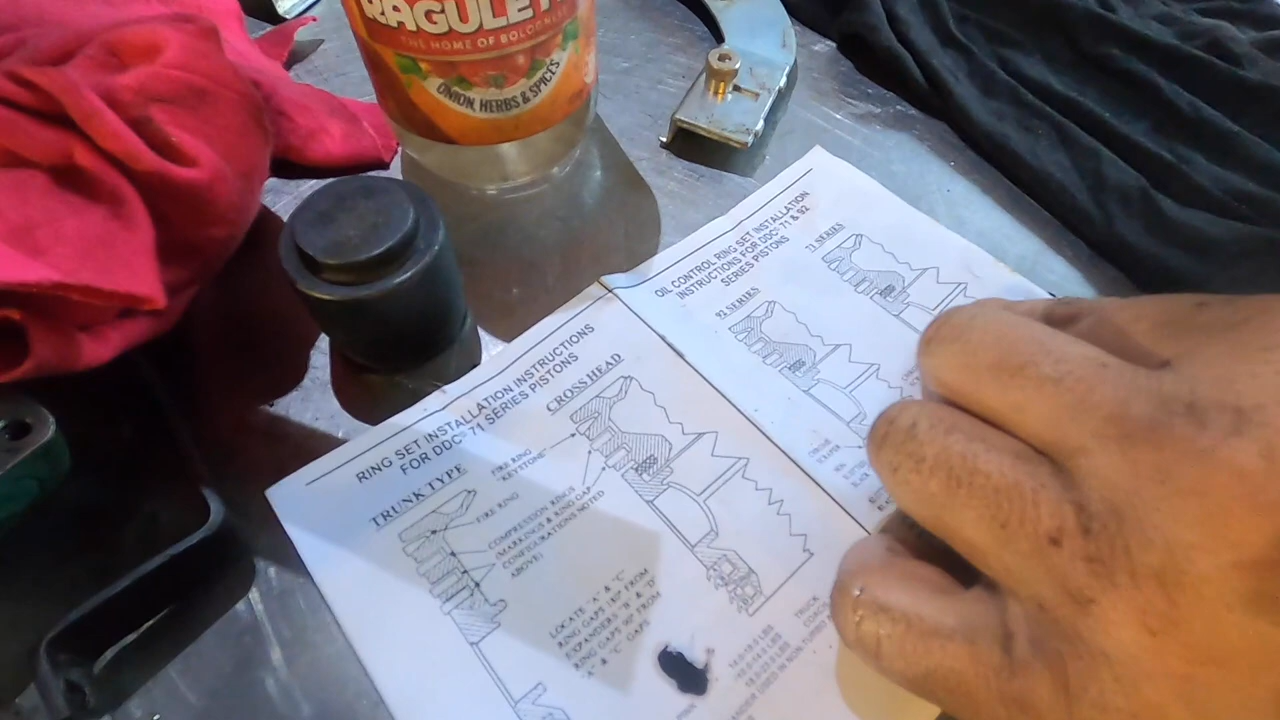 RAGULET
THE HOME OF BOLOGN
ONION, HERBS & SPICES
RING SET INSTALLATION INSTRUCTIONS
FOR DDC® 71 SERIES PISTONS
TRUNK TYPE
CROSS HEAD
FIRE RING
"KEYSTONE"
FIRE RING
COMPRESSION RINGS
(MARKINGS & RING GAP
CONFIGURATIONS NOTED
ABOVE)
LOCATE "A" & "C"
RING GAPS 180° FROM
EXPANDERS "B" & "D"
RING GAPS 90° FROM
"A" & "C" GAPS
PINK
TRUCK
OIL CONTROL RING SET INSTALLATION
INSTRUCTIONS FOR DDC® 71 & 92
SERIES PISTONS
92 SERIES
71 SERIES
SCRAPER